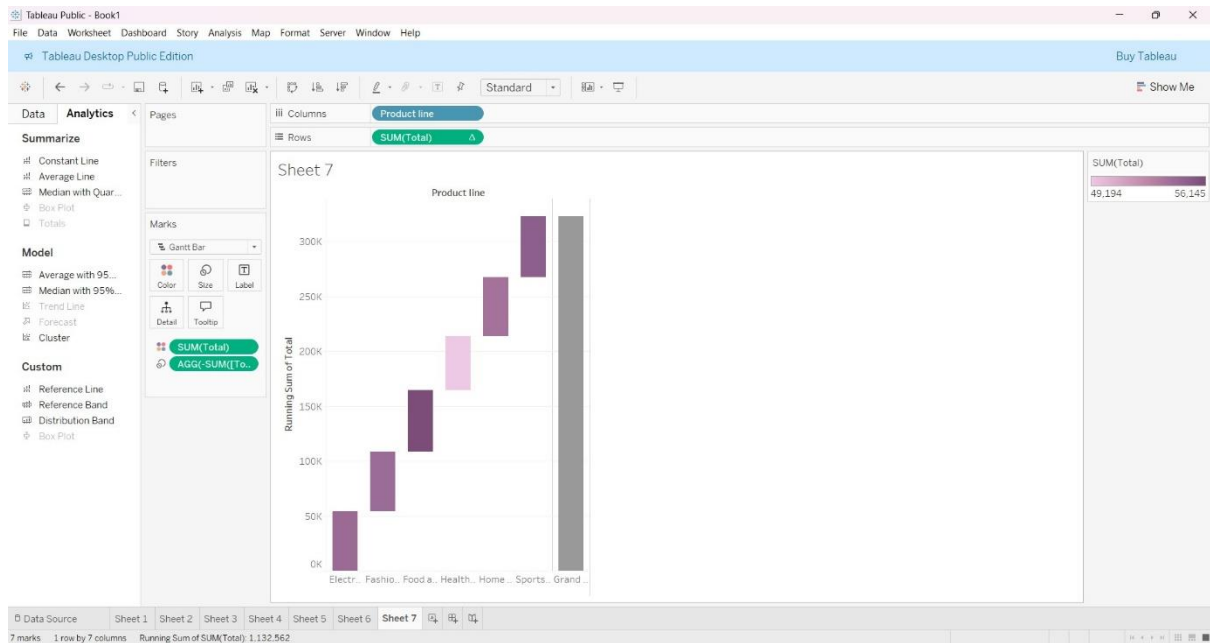 Tableau Public - Book1
File Data Worksheet Dashboard Story Analysis Map Format Server Window Help
Tableau Desktop Public Edition Buy Tableau
Standard Show Me
Data Analytics
Summarize
Constant Line
Average Line
Median with Quar...
Box Plot
Totals
Model
Average with 95...
Median with 95%...
Trend Line
Forecast
Cluster
Custom
Reference Line
Reference Band
Distribution Band
Box Plot
Pages
Filters
Marks
Gantt Bar
Color Size Label
Detail Tooltip
SUM(Total)
AGG(-SUM([To..
Columns Product line
Rows SUM(Total) Δ
Sheet 7
Product line
Running Sum of Total
300K
250K
200K
150K
100K
50K
0K
Electr.. Fashio.. Food a.. Health.. Home .. Sports.. Grand ..
SUM(Total)
49,194 56,145
Data Source Sheet 1 Sheet 2 Sheet 3 Sheet 4 Sheet 5 Sheet 6 Sheet 7
7 marks 1 row by 7 columns Running Sum of SUM(Total): 1,132,562